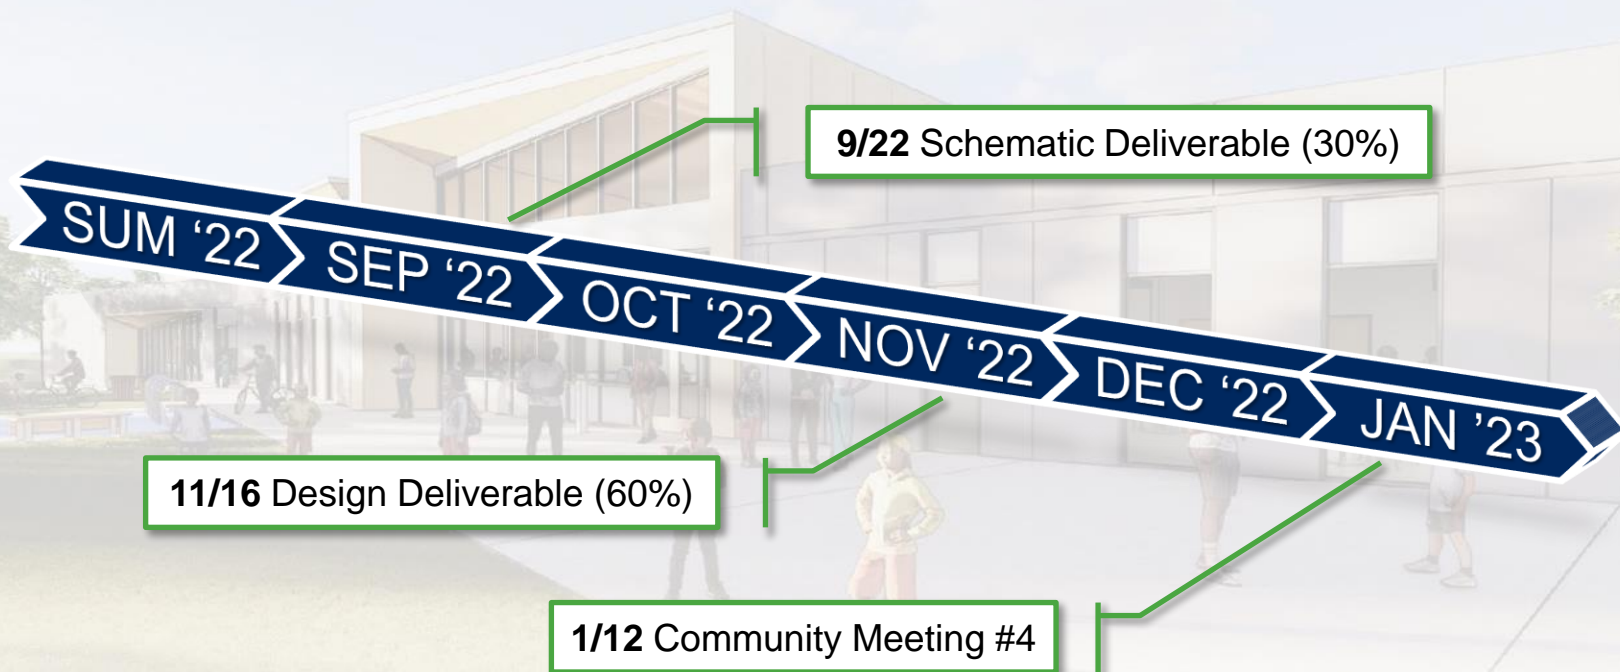 9/22 Schematic Deliverable (30%)
SUM ‘22
SEP ‘22
OCT ‘22
NOV ‘22
DEC ‘22
JAN ’23
11/16 Design Deliverable (60%)
1/12 Community Meeting #4